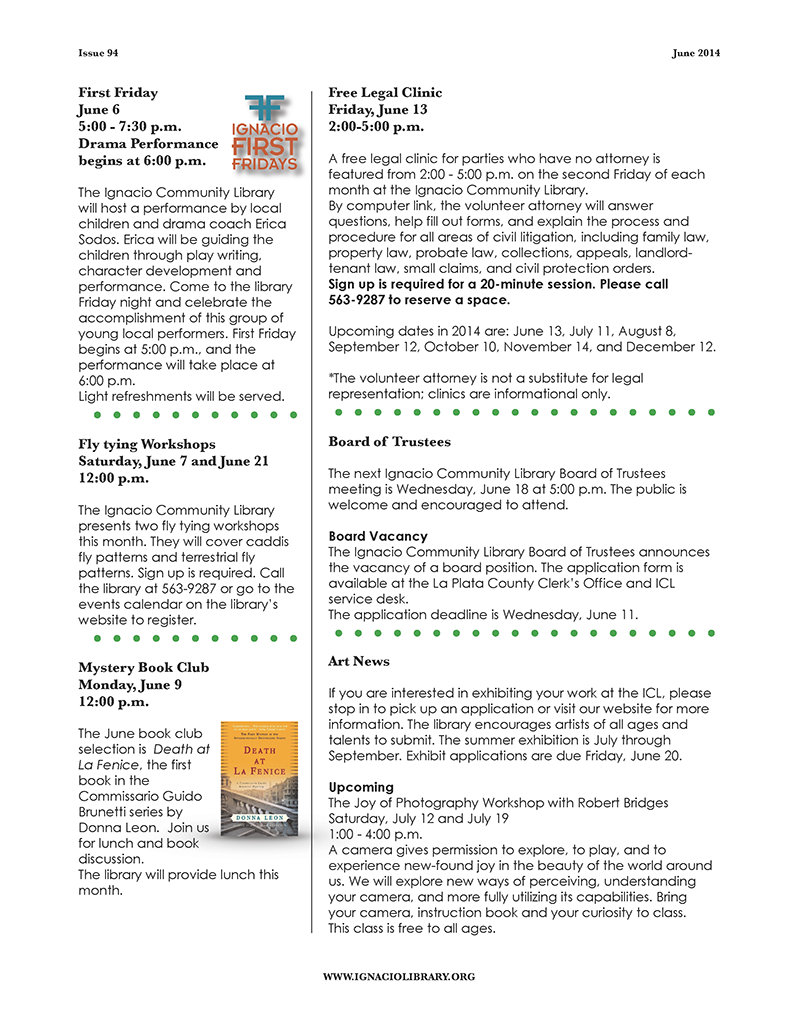 Issue 94
June 2014
First Friday
June 6
5:00 - 7:30 p.m.
Drama Performance
begins at 6:00 p.m.
IGNACIO
FIRST
FRIDAYS
The Ignacio Community Library
will host a performance by local
children and drama coach Erica
Sodos. Erica will be guiding the
children through play writing,
character development and
performance. Come to the library
Friday night and celebrate the
accomplishment of this group of
young local performers. First Friday
begins at 5:00 p.m., and the
performance will take place at
6:00 p.m.
Light refreshments will be served.
Fly tying Workshops
Saturday, June 7 and June 21
12:00 p.m.
The Ignacio Community Library
presents two fly tying workshops
this month. They will cover caddis
fly patterns and terrestrial fly
patterns. Sign up is required. Call
the library at 563-9287 or go to the
events calendar on the library's
website to register.
Mystery Book Club
Monday, June 9
12:00 p.m.
The June book club
selection is Death at
La Fenice, the first
book in the
Commissario Guido
Brunetti series by
Donna Leon. Join us
for lunch and book
discussion.
The library will provide lunch this
month.
DEATH
AT
LA FENICE
DONNA LEON
Free Legal Clinic
Friday, June 13
2:00-5:00 p.m.
A free legal clinic for parties who have no attorney is
featured from 2:00 - 5:00 p.m. on the second Friday of each
month at the Ignacio Community Library.
By computer link, the volunteer attorney will answer
questions, help fill out forms, and explain the process and
procedure for all areas of civil litigation, including family law,
property law, probate law, collections, appeals, landlord-
tenant law, small claims, and civil protection orders.
Sign up is required for a 20-minute session. Please call
563-9287 to reserve a space.
Upcoming dates in 2014 are: June 13, July 11, August 8,
September 12, October 10, November 14, and December 12.
*The volunteer attorney is not a substitute for legal
representation; clinics are informational only.
Board of Trustees
The next Ignacio Community Library Board of Trustees
meeting is Wednesday, June 18 at 5:00 p.m. The public is
welcome and encouraged to attend.
Board Vacancy
The Ignacio Community Library Board of Trustees announces
the vacancy of a board position. The application form is
available at the La Plata County Clerk's Office and ICL
service desk.
The application deadline is Wednesday, June 11.
Art News
If you are interested in exhibiting your work at the ICL, please
stop in to pick up an application or visit our website for more
information. The library encourages artists of all ages and
talents to submit. The summer exhibition is July through
September. Exhibit applications are due Friday, June 20.
Upcoming
The Joy of Photography Workshop with Robert Bridges
Saturday, July 12 and July 19
1:00 - 4:00 p.m.
A camera gives permission to explore, to play, and to
experience new-found joy in the beauty of the world around
us. We will explore new ways of perceiving, understanding
your camera, and more fully utilizing its capabilities. Bring
your camera, instruction book and your curiosity to class.
This class is free to all ages.
WWW.IGNACIOLIBRARY.ORG